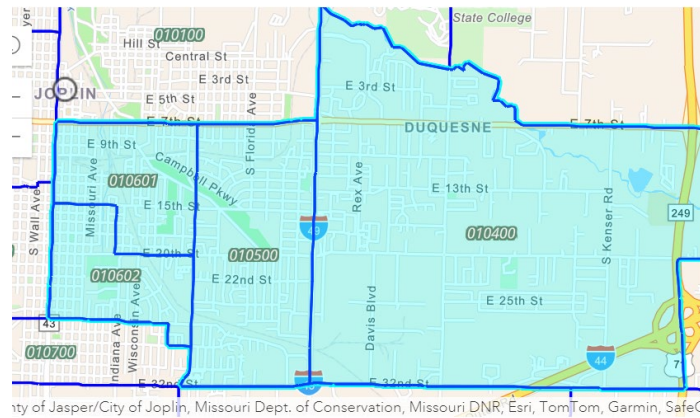 State College
010100
Hill St
Central St
E 3rd St
E 3rd St
JOPLIN
E 5th St
E 7th St
E 7th St
DUQUESNE
S Florida Ave
E 9th St
Campbell Pkwy
010601
Missouri Ave
E 13th St
Rex Ave
S Kenser Rd
S Wall Ave
E 15th St
249
010400
E 20th St
010500
010602
E 22nd St
E 25th St
Wisconsin Ave
Indiana Ave
Davis Blvd
43
010700
44
71
E 32nd St
E 32nd St
nty of Jasper/City of Joplin, Missouri Dept. of Conservation, Missouri DNR, Esri, TomTom, Garmin, Saf